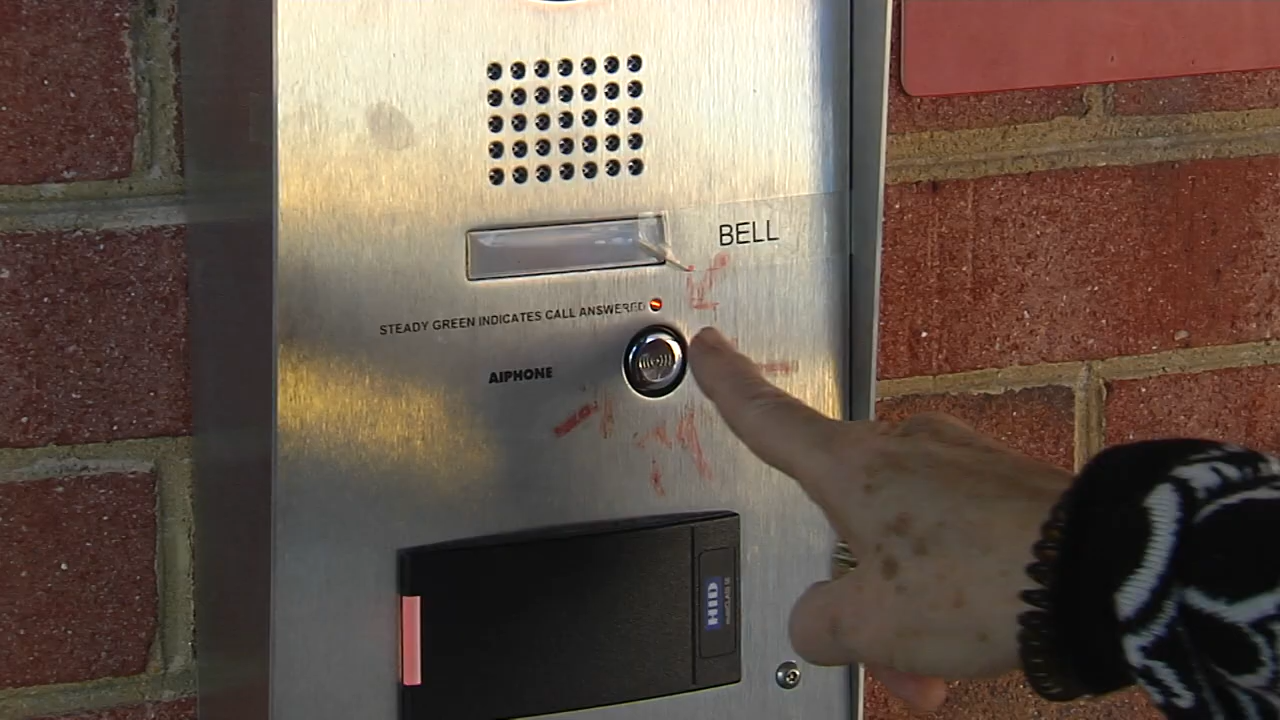 BELL
STEADY GREEN INDICATES CALL ANSWERED
AIPHONE
HID